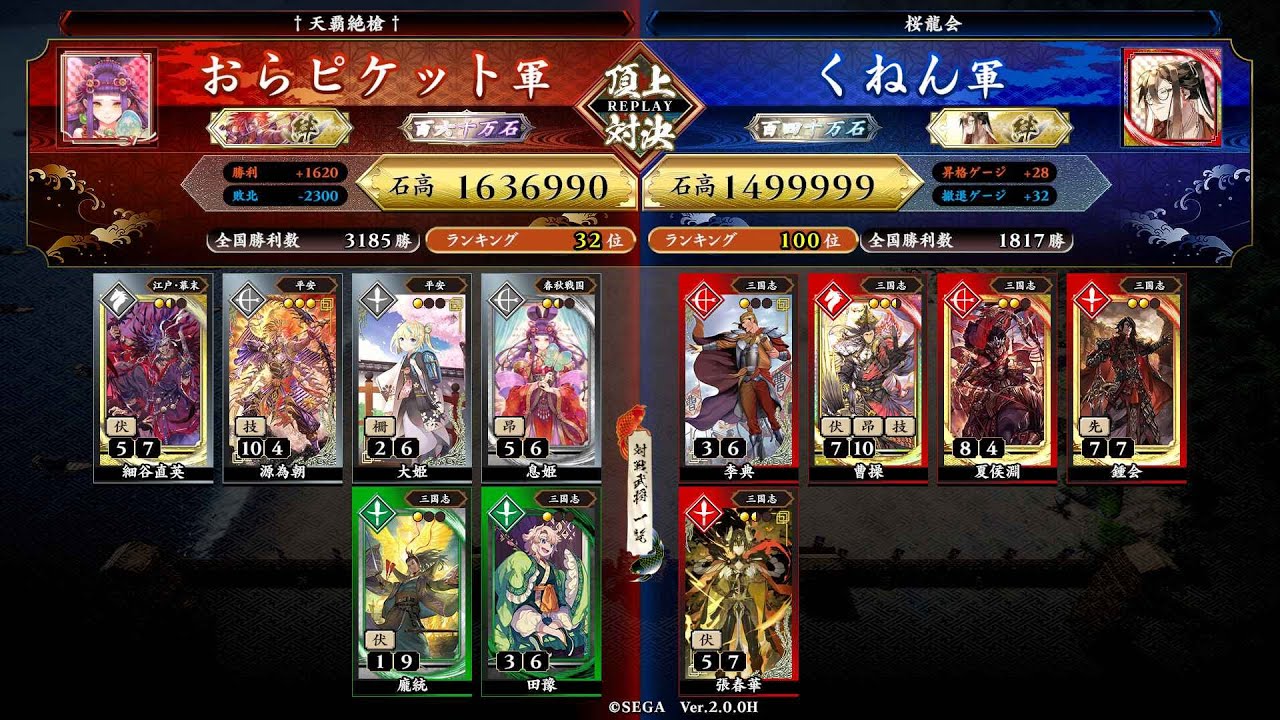 †天覇絶槍†
桜龍会
おらピケット軍
頂上
REPLAY
対決
くねん軍
絆
百六十万石
百四十万石
絆
勝利 +1620
敗北 -2300
石高 1636990
石高 1499999
昇格ゲージ +28
撤退ゲージ +32
全国勝利数 3185勝
ランキング 32位
ランキング 100位
全国勝利数 1817勝
江戸・幕末
伏
5 7
細谷直英
平安
技
10 4
源為朝
平安
柵
2 6
大姫
春秋戦国
昂
5 6
息姫
三国志
3 6
李典
三国志
伏 昂 技
7 10
曹操
三国志
8 4
夏侯淵
三国志
先
7 7
鍾会
対戦武将一覧
三国志
伏
1 9
龐統
三国志
3 6
田豫
三国志
伏
5 7
張春華
©SEGA Ver.2.0.0H